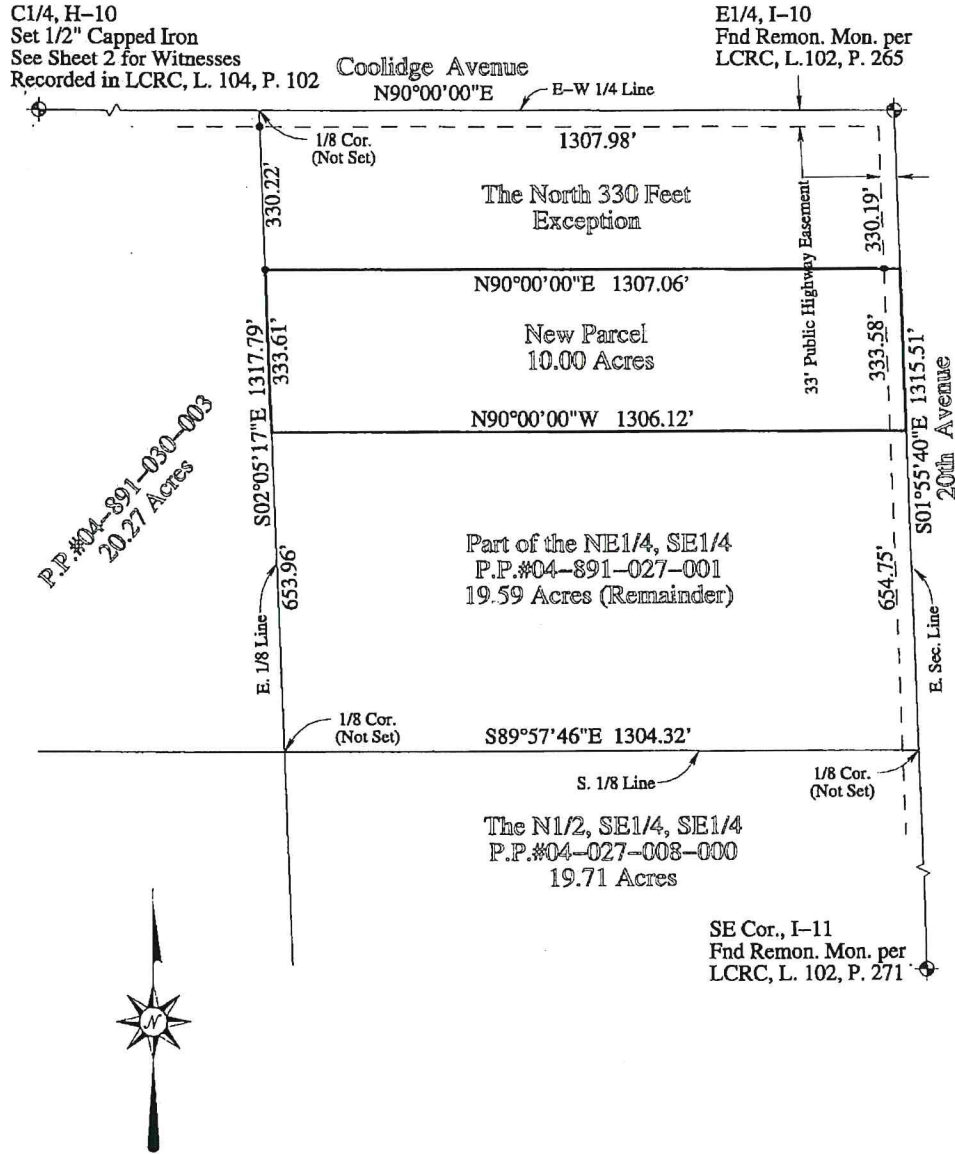 C1/4, H–10
Set 1/2" Capped Iron
See Sheet 2 for Witnesses
Recorded in LCRC, L. 104, P. 102
E1/4, I-10
Fnd Remon. Mon. per
LCRC, L.102, P. 265
Coolidge Avenue
N90°00'00"E
E–W 1/4 Line
1/8 Cor.
(Not Set)
1307.98'
330.22'
The North 330 Feet
Exception
33' Public Highway Easement
330.19'
N90°00'00"E 1307.06'
S02°05'17"E 1317.79'
333.61'
New Parcel
10.00 Acres
333.58'
S01°55'40"E 1315.51'
20th Avenue
N90°00'00"W 1306.12'
P.P.#04–891–030–003
20.27 Acres
Part of the NE1/4, SE1/4
P.P.#04–891–027–001
19.59 Acres (Remainder)
E. 1/8 Line
653.96'
654.75'
E. Sec. Line
1/8 Cor.
(Not Set)
S89°57'46"E 1304.32'
S. 1/8 Line
1/8 Cor.
(Not Set)
The N1/2, SE1/4, SE1/4
P.P.#04–027–008–000
19.71 Acres
SE Cor., I–11
Fnd Remon. Mon. per
LCRC, L. 102, P. 271
N